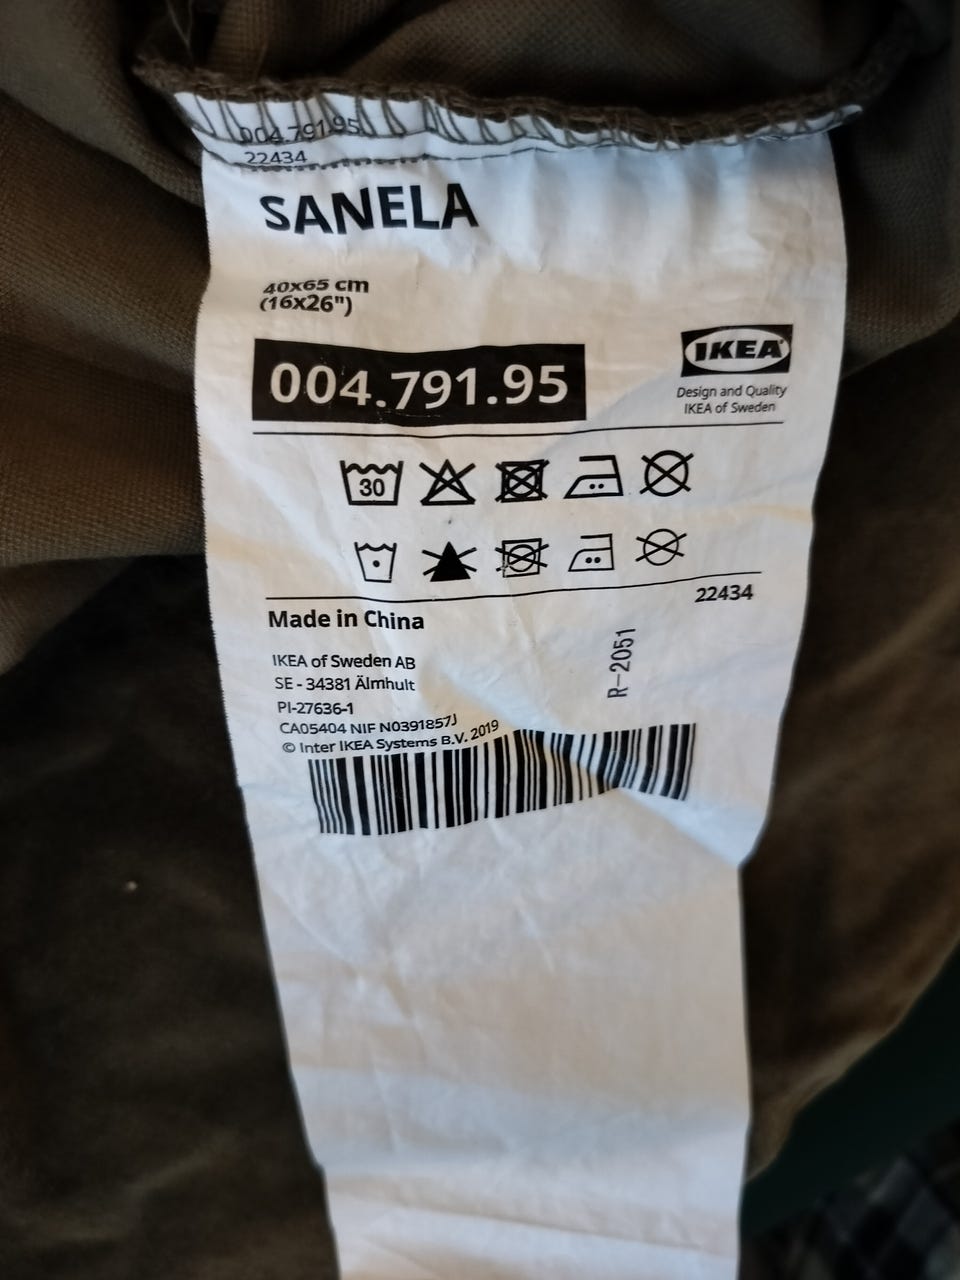 004.791.95
22434
SANELA
40x65 cm
(16x26")
004.791.95
IKEA
Design and Quality
IKEA of Sweden
30
22434
Made in China
R-2051
IKEA of Sweden AB
SE - 34381 Älmhult
PI-27636-1
CA05404 NIF N0391857J
© Inter IKEA Systems B.V. 2019